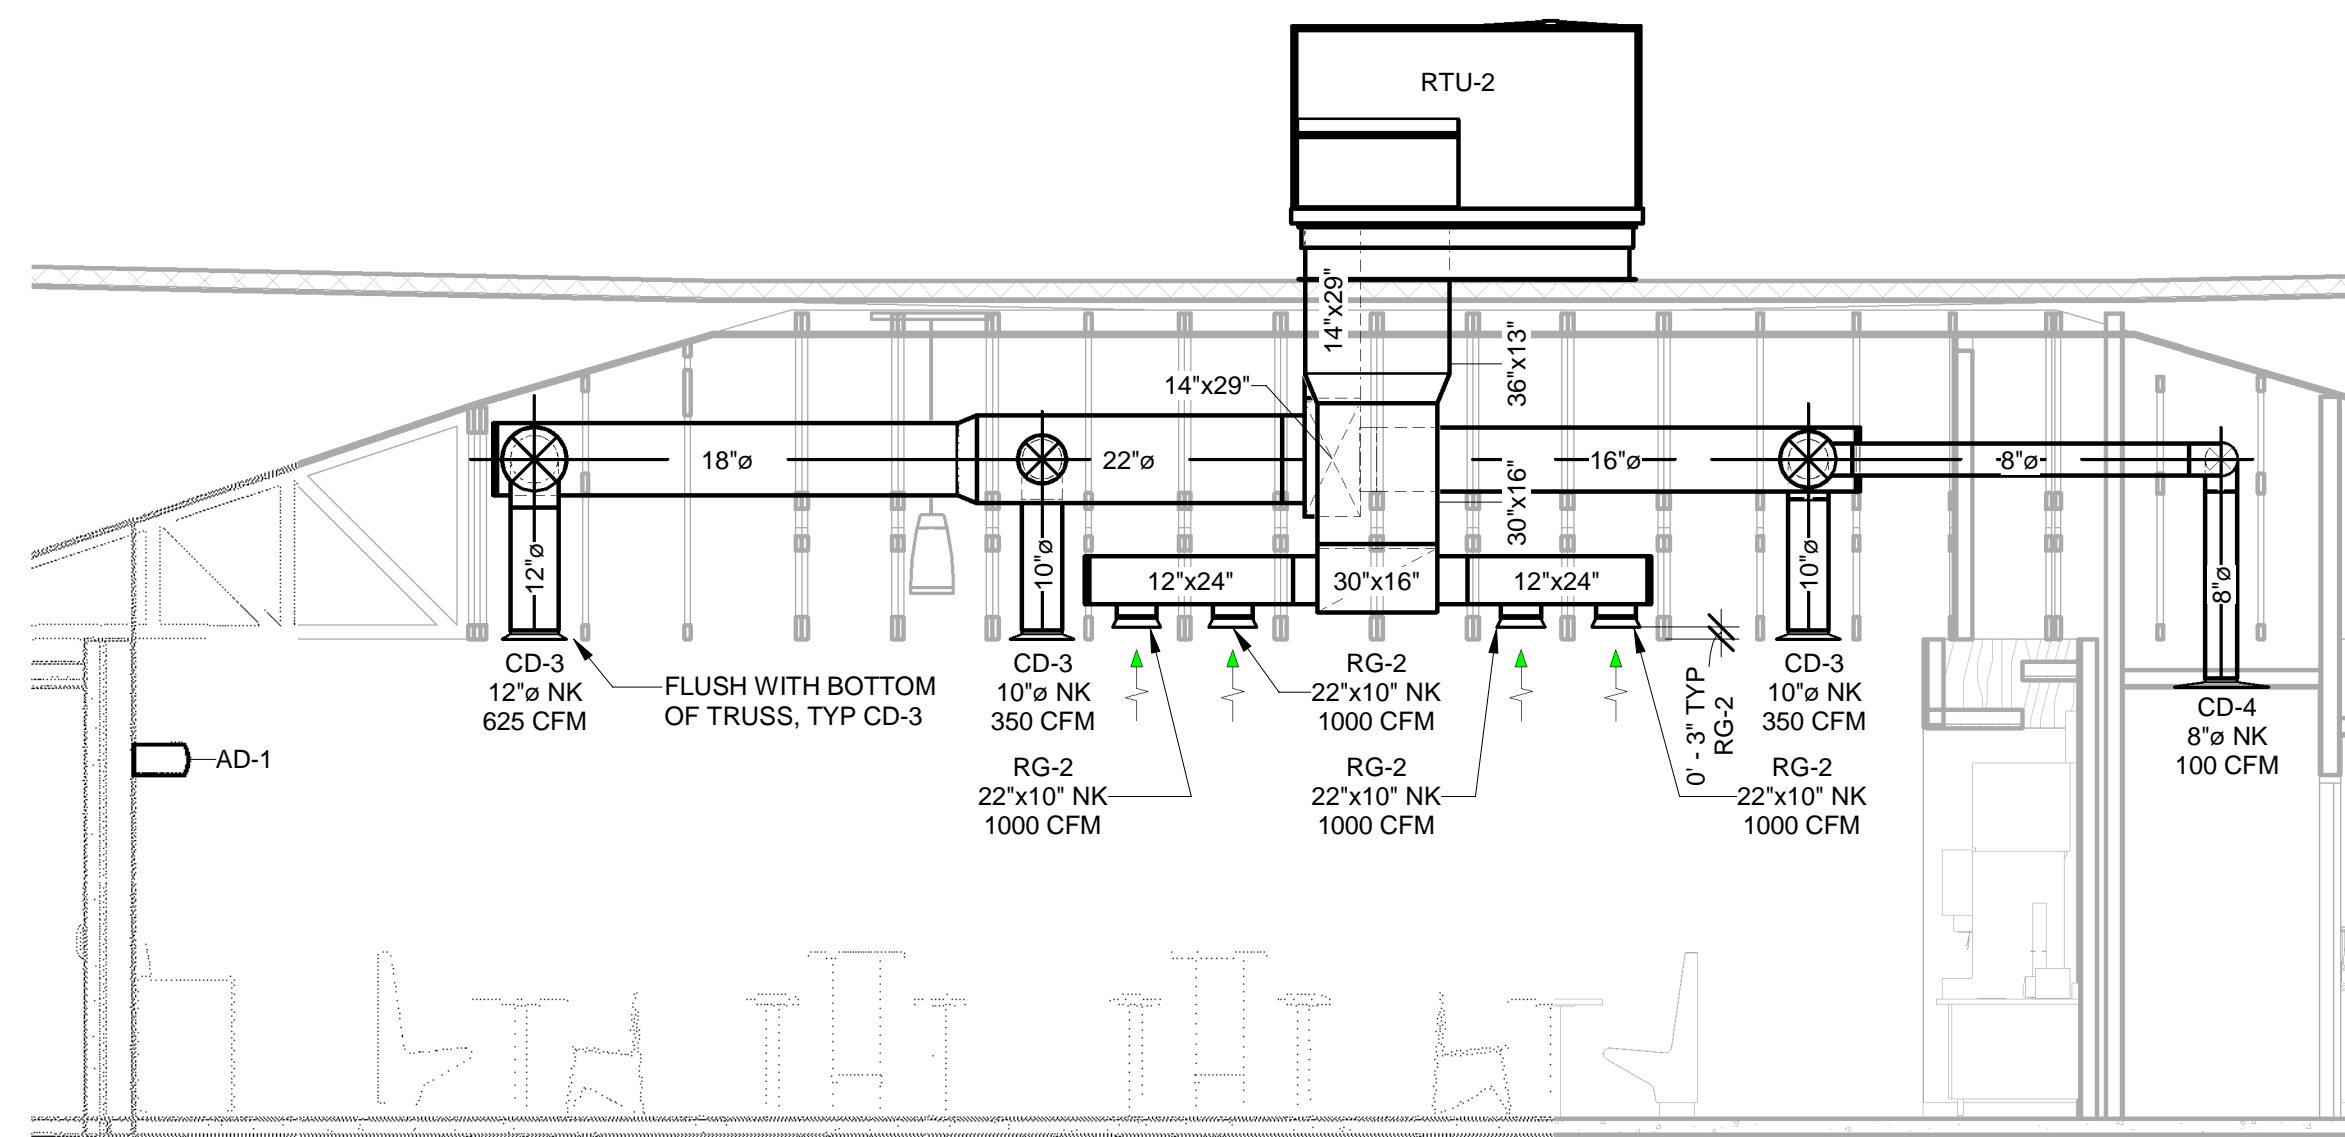 RTU-2
14"x29"
36"x13"
14"x29"
18"ø
22"ø
16"ø
8"ø
30"x16"
12"ø
10"ø
12"x24"
30"x16"
12"x24"
10"ø
8"ø
CD-3
12"ø NK
625 CFM
FLUSH WITH BOTTOM
OF TRUSS, TYP CD-3
CD-3
10"ø NK
350 CFM
RG-2
22"x10" NK
1000 CFM
0' - 3" TYP
RG-2
CD-3
10"ø NK
350 CFM
CD-4
8"ø NK
100 CFM
AD-1
RG-2
22"x10" NK
1000 CFM
RG-2
22"x10" NK
1000 CFM
RG-2
22"x10" NK
1000 CFM